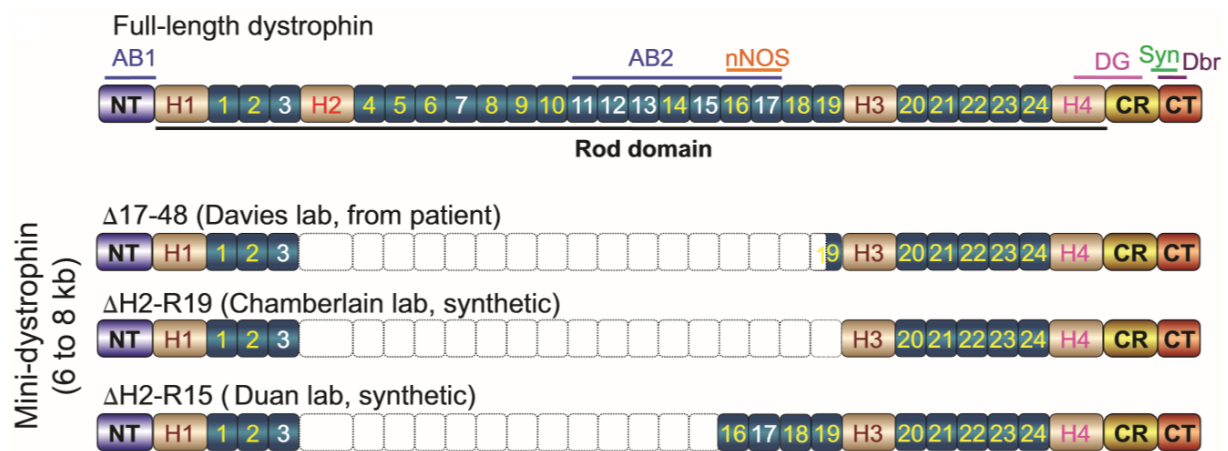 Full-length dystrophin
AB1 AB2 nNOS DG Syn Dbr
NT H1 1 2 3 H2 4 5 6 7 8 9 10 11 12 13 14 15 16 17 18 19 H3 20 21 22 23 24 H4 CR CT
Rod domain
Mini-dystrophin
(6 to 8 kb)
Δ17-48 (Davies lab, from patient)
NT H1 1 2 3 19 H3 20 21 22 23 24 H4 CR CT
ΔH2-R19 (Chamberlain lab, synthetic)
NT H1 1 2 3 H3 20 21 22 23 24 H4 CR CT
ΔH2-R15 ( Duan lab, synthetic)
NT H1 1 2 3 16 17 18 19 H3 20 21 22 23 24 H4 CR CT